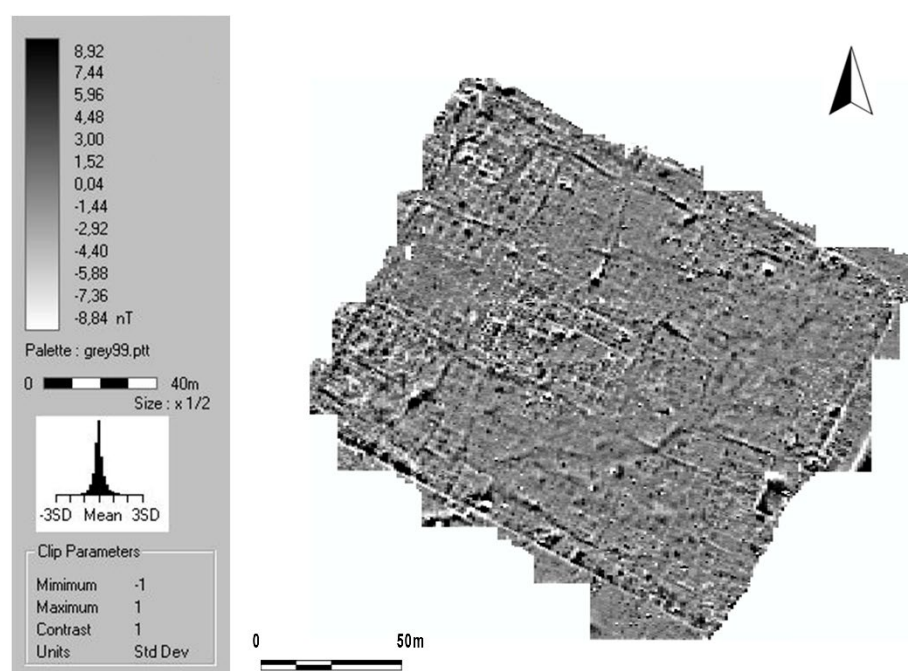 8,92
7,44
5,96
4,48
3,00
1,52
0,04
-1,44
-2,92
-4,40
-5,88
-7,36
-8,84 nT
Palette : grey99.ptt
0 40m
Size : x 1/2
-3SD Mean 3SD
Clip Parameters
Mimimum -1
Maximum 1
Contrast 1
Units Std Dev
0 50m